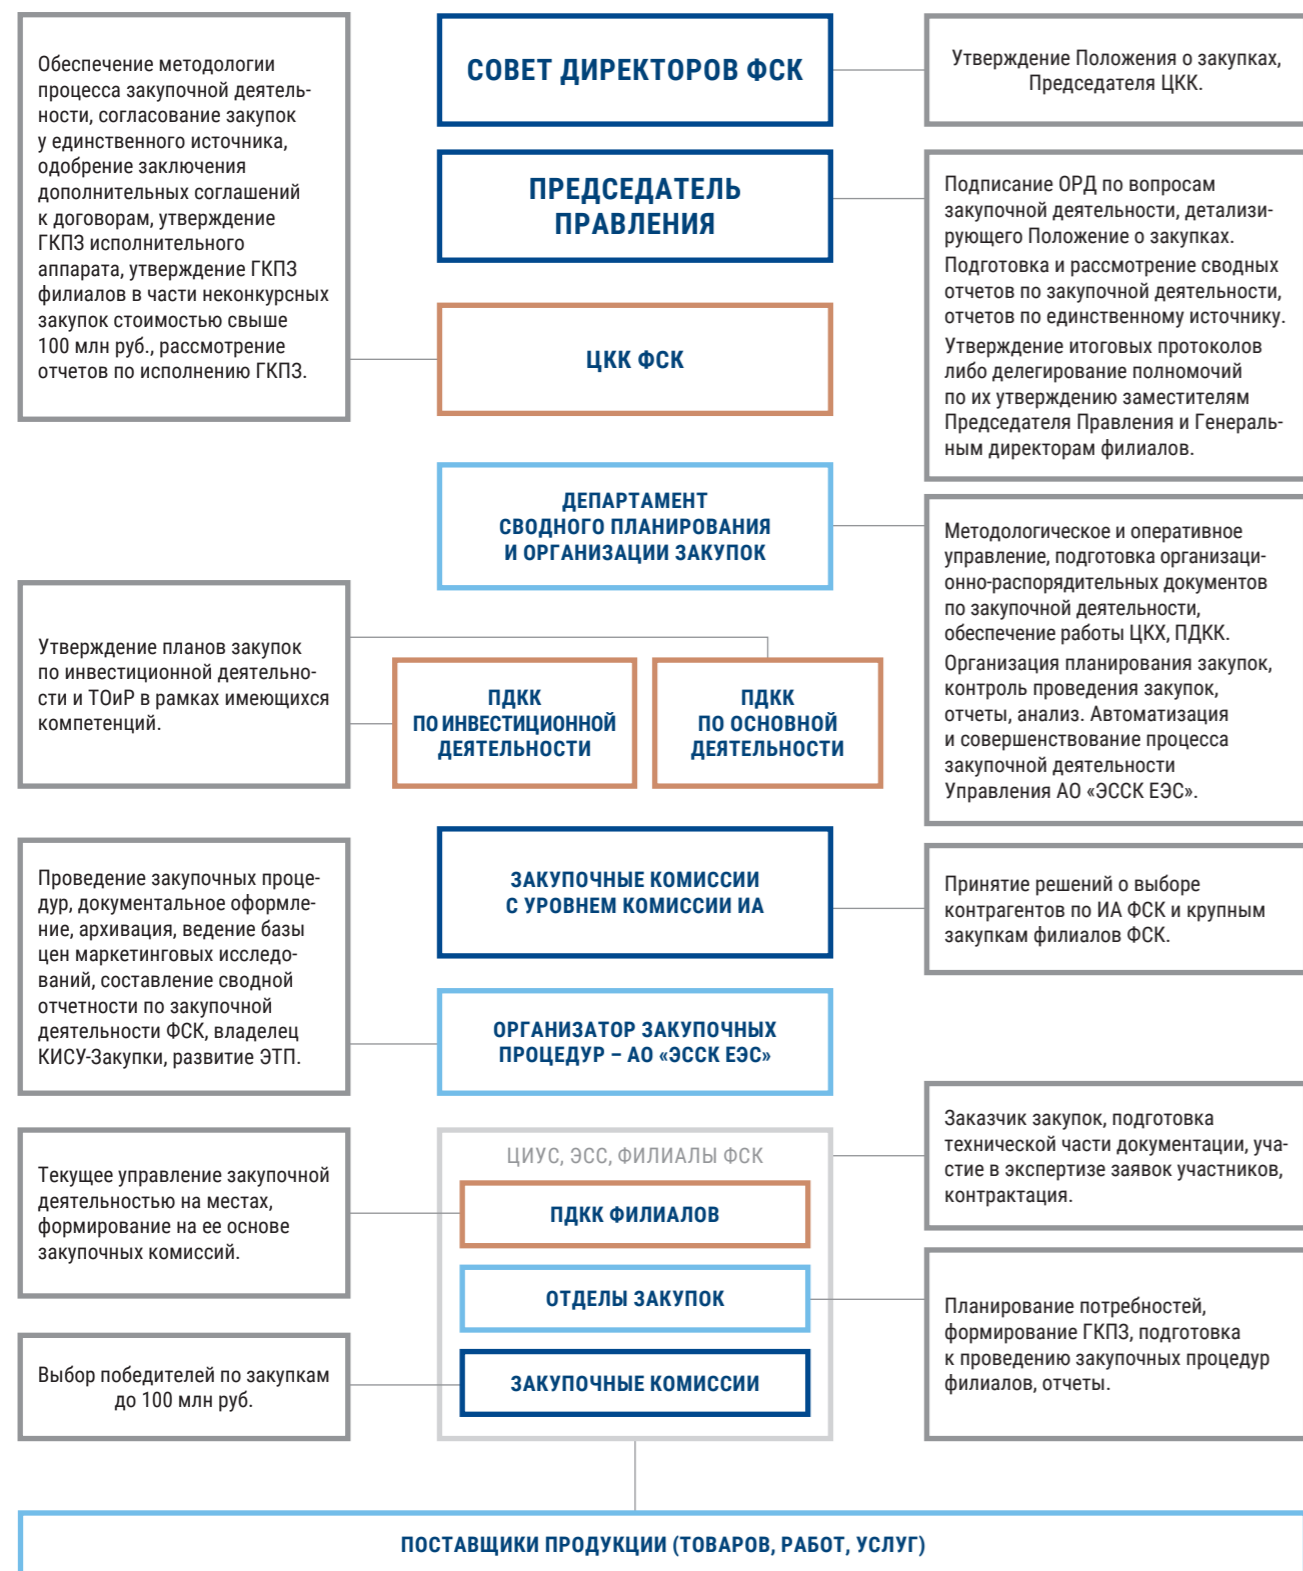 Обеспечение методологии
процесса закупочной деятель-
ности, согласование закупок
у единственного источника,
одобрение заключения
дополнительных соглашений
к договорам, утверждение
ГКПЗ исполнительного
аппарата, утверждение ГКПЗ
филиалов в части неконкурсных
закупок стоимостью свыше
100 млн руб., рассмотрение
отчетов по исполнению ГКПЗ.
СОВЕТ ДИРЕКТОРОВ ФСК
Утверждение Положения о закупках,
Председателя ЦКК.
ПРЕДСЕДАТЕЛЬ
ПРАВЛЕНИЯ
Подписание ОРД по вопросам
закупочной деятельности, детализи-
рующего Положение о закупках.
Подготовка и рассмотрение сводных
отчетов по закупочной деятельности,
отчетов по единственному источнику.
Утверждение итоговых протоколов
либо делегирование полномочий
по их утверждению заместителям
Председателя Правления и Генераль-
ным директорам филиалов.
ЦКК ФСК
ДЕПАРТАМЕНТ
СВОДНОГО ПЛАНИРОВАНИЯ
И ОРГАНИЗАЦИИ ЗАКУПОК
Методологическое и оперативное
управление, подготовка организаци-
онно-распорядительных документов
по закупочной деятельности,
обеспечение работы ЦКХ, ПДКК.
Организация планирования закупок,
контроль проведения закупок,
отчеты, анализ. Автоматизация
и совершенствование процесса
закупочной деятельности
Управления АО «ЭССК ЕЭС».
Утверждение планов закупок
по инвестиционной деятельно-
сти и ТОиР в рамках имеющихся
компетенций.
ПДКК
ПО ИНВЕСТИЦИОННОЙ
ДЕЯТЕЛЬНОСТИ
ПДКК
ПО ОСНОВНОЙ
ДЕЯТЕЛЬНОСТИ
Проведение закупочных проце-
дур, документальное оформле-
ние, архивация, ведение базы
цен маркетинговых исследо-
ваний, составление сводной
отчетности по закупочной
деятельности ФСК, владелец
КИСУ-Закупки, развитие ЭТП.
ЗАКУПОЧНЫЕ КОМИССИИ
С УРОВНЕМ КОМИССИИ ИА
Принятие решений о выборе
контрагентов по ИА ФСК и крупным
закупкам филиалов ФСК.
ОРГАНИЗАТОР ЗАКУПОЧНЫХ
ПРОЦЕДУР – АО «ЭССК ЕЭС»
Заказчик закупок, подготовка
технической части документации, уча-
стие в экспертизе заявок участников,
контрактация.
ЦИУС, ЭСС, ФИЛИАЛЫ ФСК
Текущее управление закупочной
деятельностью на местах,
формирование на ее основе
закупочных комиссий.
ПДКК ФИЛИАЛОВ
ОТДЕЛЫ ЗАКУПОК
Планирование потребностей,
формирование ГКПЗ, подготовка
к проведению закупочных процедур
филиалов, отчеты.
Выбор победителей по закупкам
до 100 млн руб.
ЗАКУПОЧНЫЕ КОМИССИИ
ПОСТАВЩИКИ ПРОДУКЦИИ (ТОВАРОВ, РАБОТ, УСЛУГ)